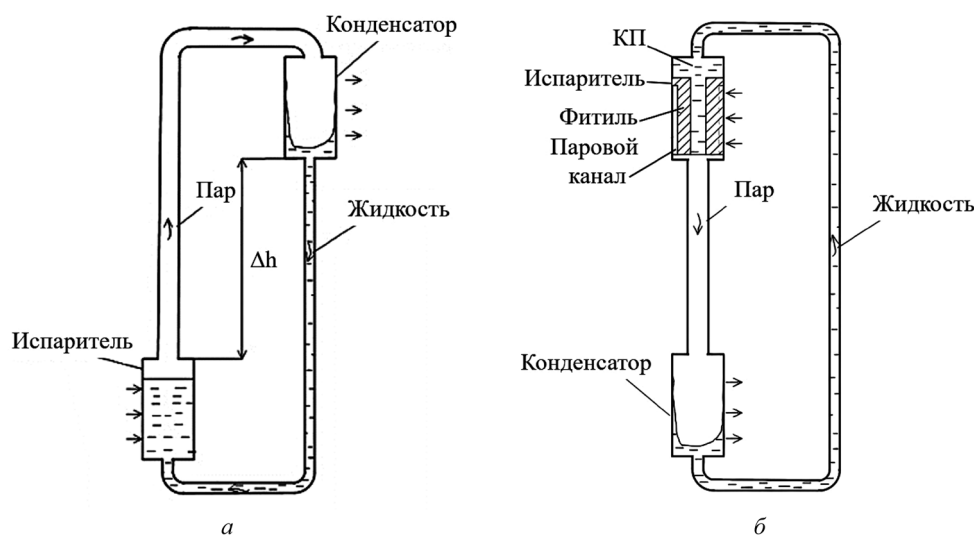 Конденсатор
Пар
Δh
Жидкость
Испаритель
а
КП
Испаритель
Фитиль
Паровой
канал
Пар
Жидкость
Конденсатор
б